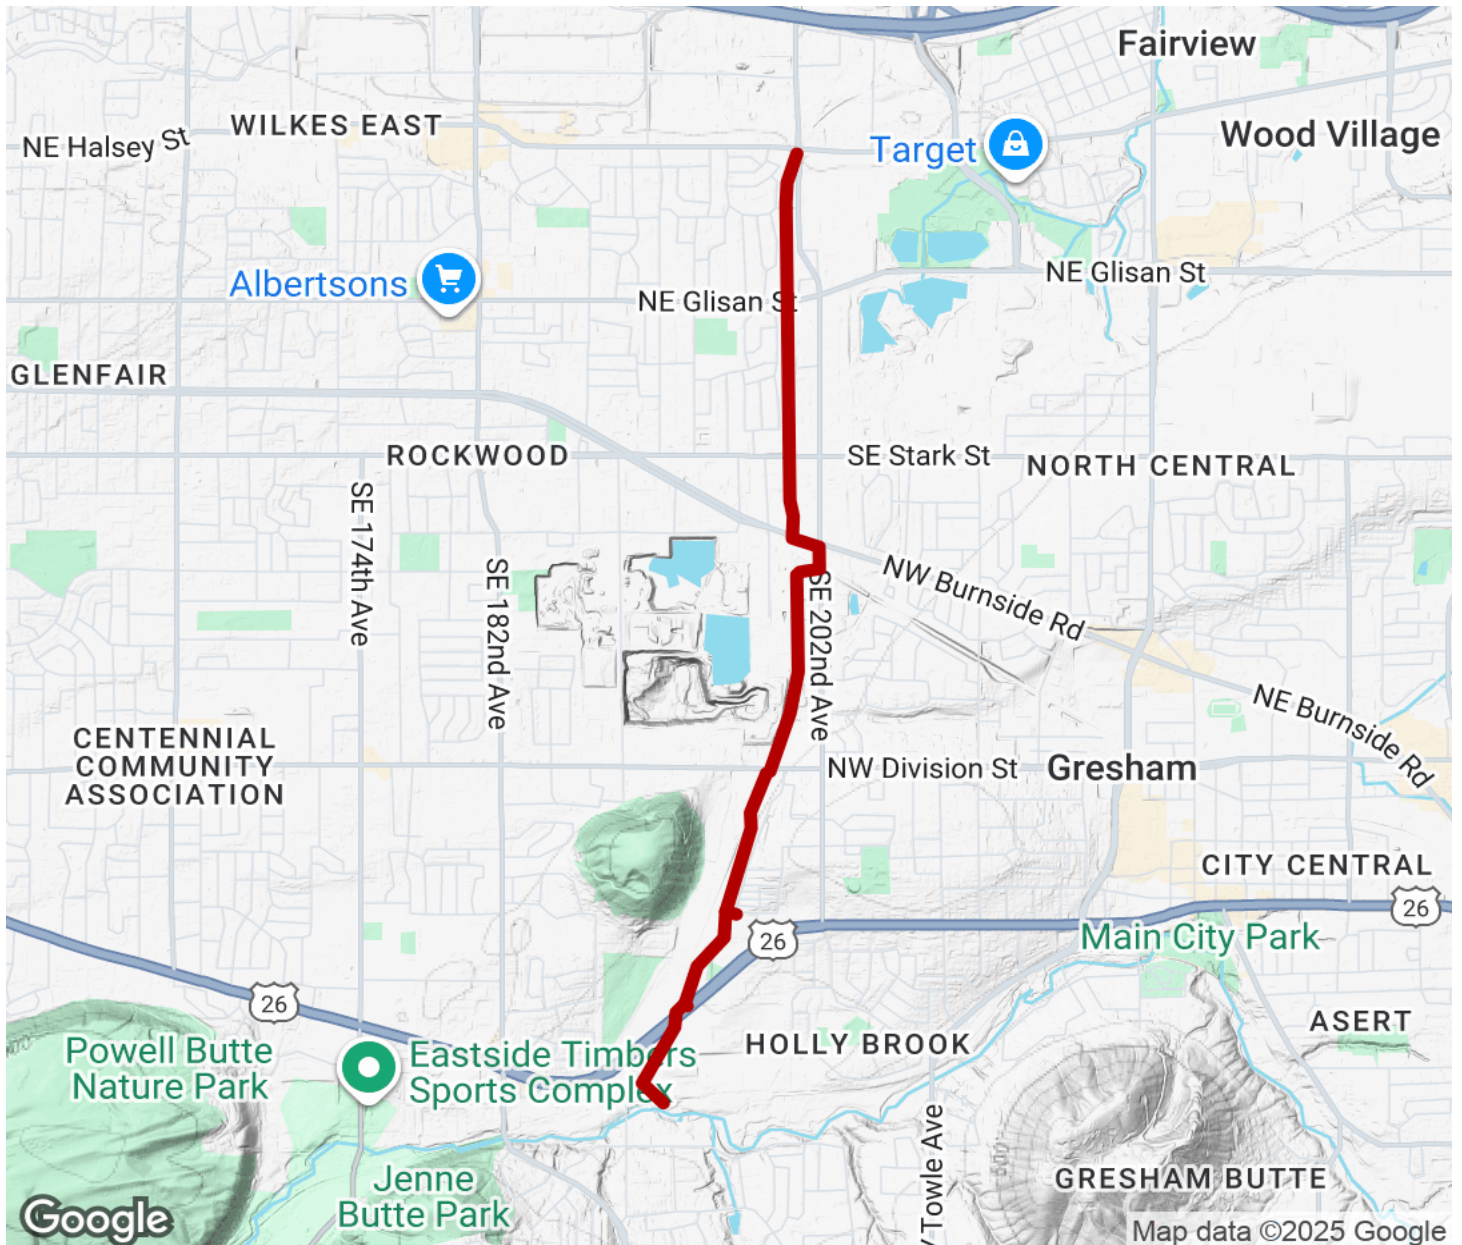 Fairview
WILKES EAST
NE Halsey St
Wood Village
Target
NE Glisan St
Albertsons
NE Glisan St
GLENFAIR
ROCKWOOD
SE Stark St
NORTH CENTRAL
SE 174th Ave
SE 182nd Ave
SE 202nd Ave
NW Burnside Rd
NE Burnside Rd
CENTENNIAL
COMMUNITY
ASSOCIATION
NW Division St
Gresham
CITY CENTRAL
26
26
Main City Park
26
ASERT
HOLLY BROOK
Powell Butte
Nature Park
Eastside Timbers
Sports Complex
Towle Ave
Jenne
Butte Park
GRESHAM BUTTE
Google
Map data ©2025 Google